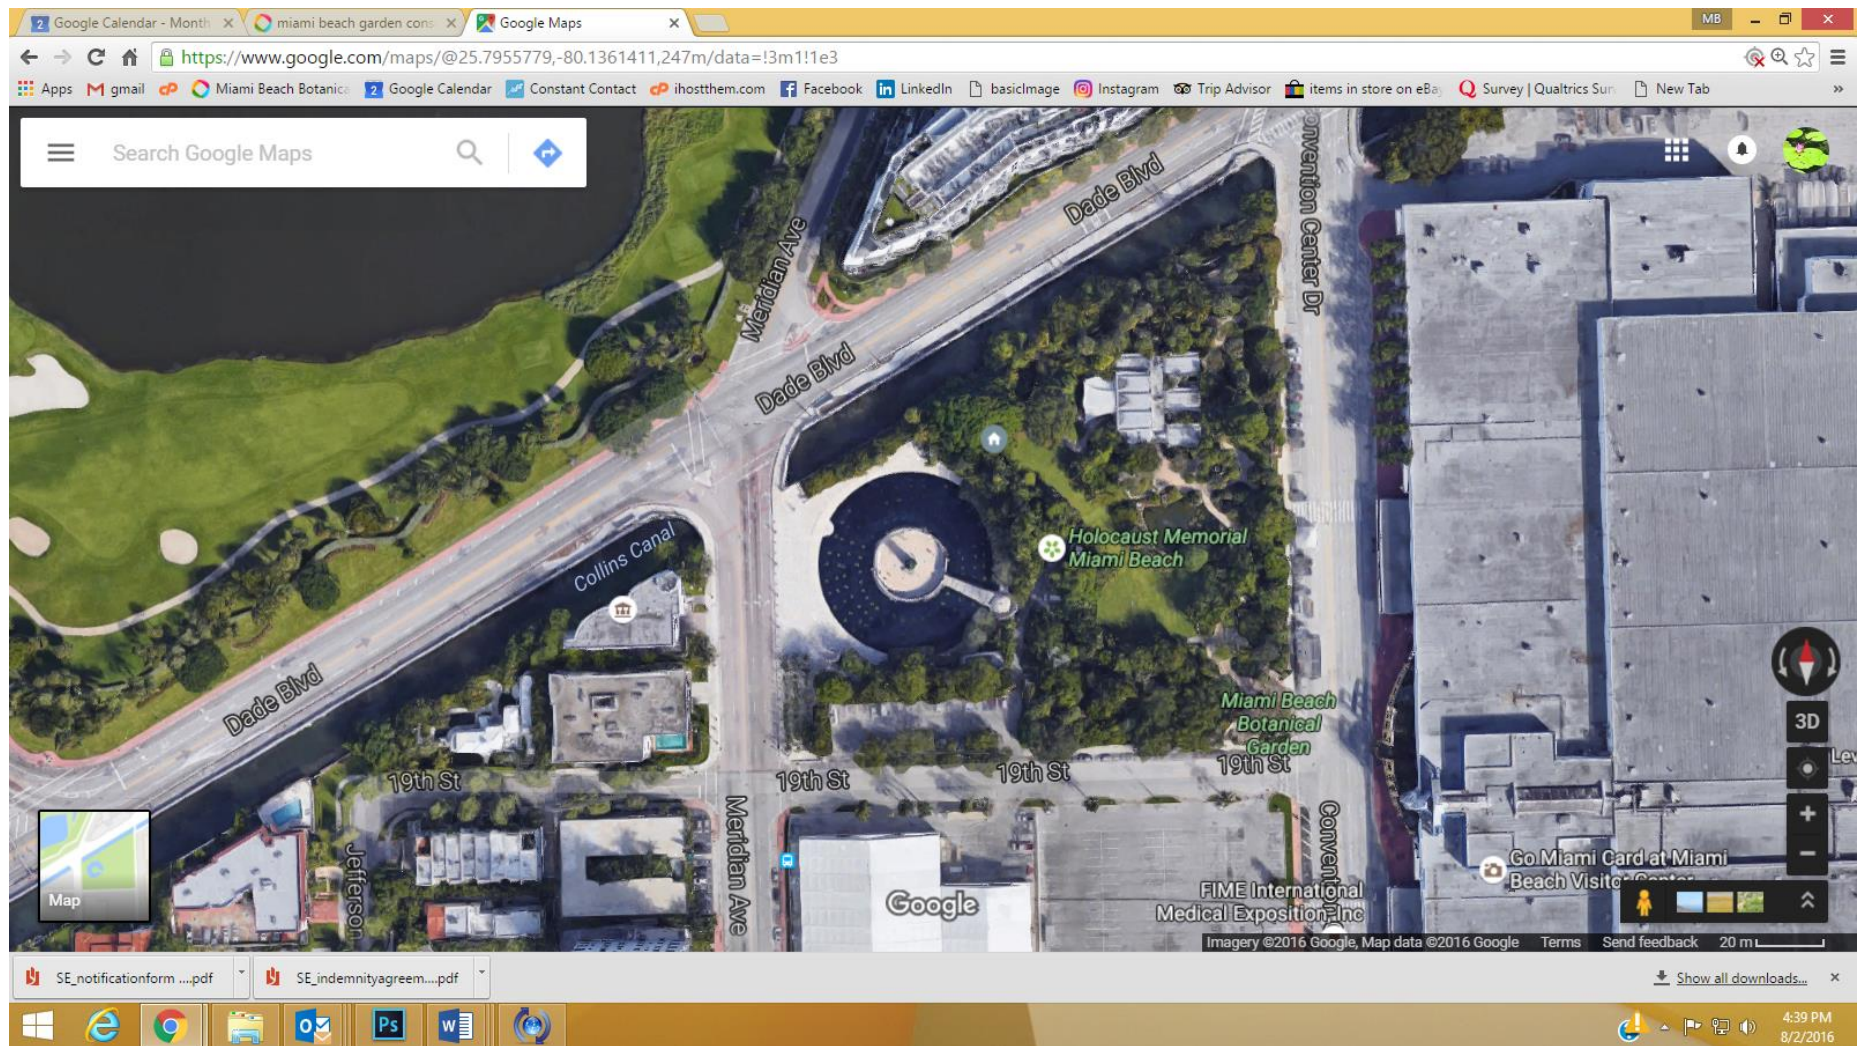 Google Calendar - Month
miami beach garden cons
Google Maps
MB
https://www.google.com/maps/@25.7955779,-80.1361411,247m/data=!3m1!1e3
Apps
gmail
Miami Beach Botanica
Google Calendar
Constant Contact
ihostthem.com
Facebook
LinkedIn
basicImage
Instagram
Trip Advisor
items in store on eBay
Survey | Qualtrics Sur
New Tab
Search Google Maps
Dade Blvd
onvention Center Dr
Meridian Ave
Dade Blvd
Collins Canal
Holocaust Memorial
Miami Beach
Dade Blvd
Miami Beach
Botanical
Garden
19th St
19th St
19th St
19th St
3D
Lev
Meridian Ave
Jefferson
Convention
Map
Google
FIME International
Medical Exposition, Inc
Go Miami Card at Miami
Beach Visitor Center
Imagery ©2016 Google, Map data ©2016 Google
Terms
Send feedback
20 m
SE_notificationform ....pdf
SE_indemnityagreem....pdf
Show all downloads...
Ps
4:39 PM
8/2/2016